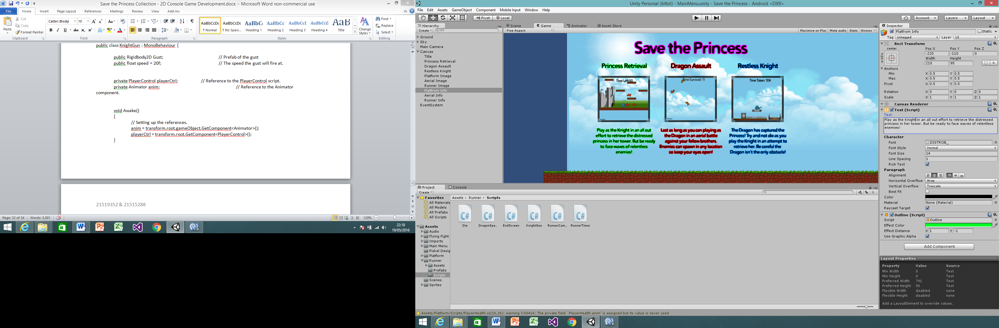 Save the Princess Collection - 2D Console Game Development.docx - Microsoft Word non-commercial use
File Home Insert Page Layout References Mailings Review View Add-Ins
Paste
Cut
Copy
Format Painter
Clipboard
Calibri (Body) 10
Font
Paragraph
AaBbCcDc AaBbCcDc AaBbC AaBbCc AaBbCcI AaBbCcD AaB
¶ Normal ¶ No Spaci... Heading 1 Heading 2 Heading 3 Heading 4 Title
Change Styles
Styles
Find
Replace
Select
Editing
public class KnightGun : MonoBehaviour {
public Rigidbody2D Gust; // Prefab of the gust
public float speed = 20f; // The speed the gust will fire at.
private PlayerControl playerCtrl; // Reference to the PlayerControl script.
private Animator anim; // Reference to the Animator
component.
void Awake()
{
// Setting up the references.
anim = transform.root.gameObject.GetComponent<Animator>();
playerCtrl = transform.root.GetComponent<PlayerControl>();
}
21519352 & 21515288
Page: 32 of 34 Words: 5,001 120%
22:18
19/05/2016
Unity Personal (64bit) - MainMenu.unity - Save the Princess - Android <DX9>
File Edit Assets GameObject Component Mobile Input Window Help
Pivot Local
Account Layers Layout
Hierarchy
Create All
Ground
Sky
Main Camera
Canvas
Title
Princess Retrieval
Dragon Assault
Restless Knight
Platform Image
Aerial Image
Runner Image
Platfrom Info
Aerial Info
Runner Info
EventSystem
Scene Game Animator Asset Store
Free Aspect Maximize on Play Mute audio Stats Gizmos
Save the Princess
Princess Retrieval Dragon Assault Restless Knight
Time Left:50 Time Survived: 11 Time Taken: 104
Play as the Knight in an all out
effort to retrieve the distressed
princess in her tower. But be ready
to face waves of relentless
enemies!
Last as long as you can playing as
the Dragon in an aerial battle
against your fellow brothers.
Enemies can spawn in any location
so keep your eyes open!
The Dragon has captured the
Princess! Try and not die as you
play the Knight in an attempt to
retrieve her. Be careful the
Dragon isn't the only obstacle!
Project Console
Create
Favorites
All Materials
All Models
All Prefabs
All Scripts
Assets
Audio
Flying Fight
Imports
Main Menu
Piskel Desig
Platform
Runner
Assets
Prefabs
Scripts
Scenes
Sprites
Assets Runner Scripts
Die DragonSpa... EndScreen KnightGun RunnerCam... RunnerTimer
Assets/Platform/Scripts/PlayerHealth.cs(16,26): warning CS0414: The private field `PlayerHealth.anim' is assigned but its value is never used
Inspector
Platfrom Info Static
Tag Untagged Layer UI
Rect Transform
center
middle
Pos X Pos Y Pos Z
-220 -110 0
Width Height
210 95
R
Anchors
Min X 0.5 Y 0.5
Max X 0.5 Y 0.5
Pivot X 0.5 Y 0.5
Rotation X 0 Y 0 Z 0
Scale X 1 Y 1 Z 1
Canvas Renderer
Text (Script)
Text
Play as the Knight in an all out effort to retrieve the distressed
princess in her tower. But be ready to face waves of relentless
enemies!
Character
Font DISTROB_
Font Style Normal
Font Size 14
Line Spacing 1
Rich Text
Paragraph
Alignment
Horizontal Overflow Wrap
Vertical Overflow Truncate
Best Fit
Color
Material None (Material)
Raycast Target
Outline (Script)
Script Outline
Effect Color
Effect Distance X 1 Y -1
Use Graphic Alpha
Add Component
Layout Properties
Property Value Source
Min Width 0 Text
Min Height 0 Text
Preferred Width 791 Text
Preferred Height 90 Text
Flexible Width disabled none
Flexible Height disabled none
Add a LayoutElement to override values.